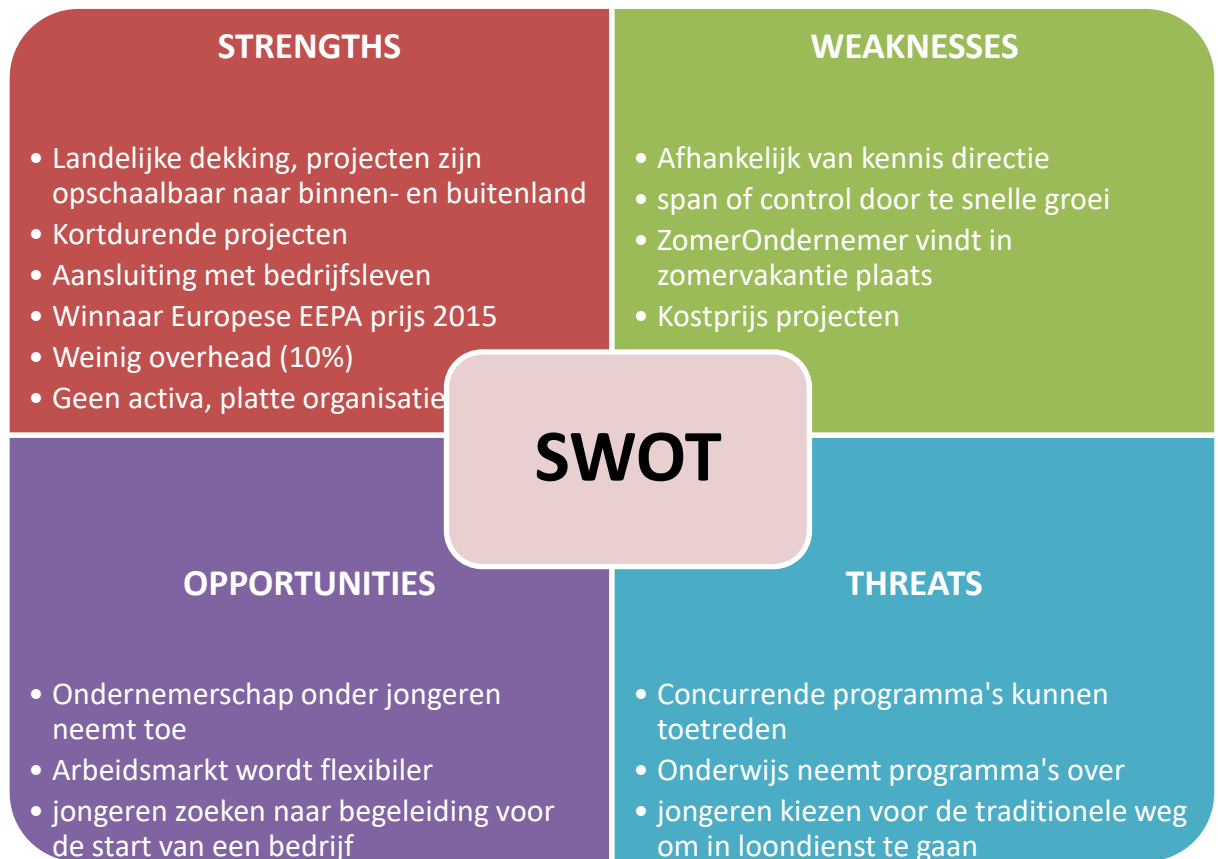 STRENGTHS
• Landelijke dekking, projecten zijn
opschaalbaar naar binnen- en buitenland
• Kortdurende projecten
• Aansluiting met bedrijfsleven
• Winnaar Europese EEPA prijs 2015
• Weinig overhead (10%)
• Geen activa, platte organisatie
WEAKNESSES
• Afhankelijk van kennis directie
• span of control door te snelle groei
• ZomerOndernemer vindt in
zomervakantie plaats
• Kostprijs projecten
SWOT
OPPORTUNITIES
• Ondernemerschap onder jongeren
neemt toe
• Arbeidsmarkt wordt flexibiler
• jongeren zoeken naar begeleiding voor
de start van een bedrijf
THREATS
• Concurrende programma's kunnen
toetreden
• Onderwijs neemt programma's over
• jongeren kiezen voor de traditionele weg
om in loondienst te gaan